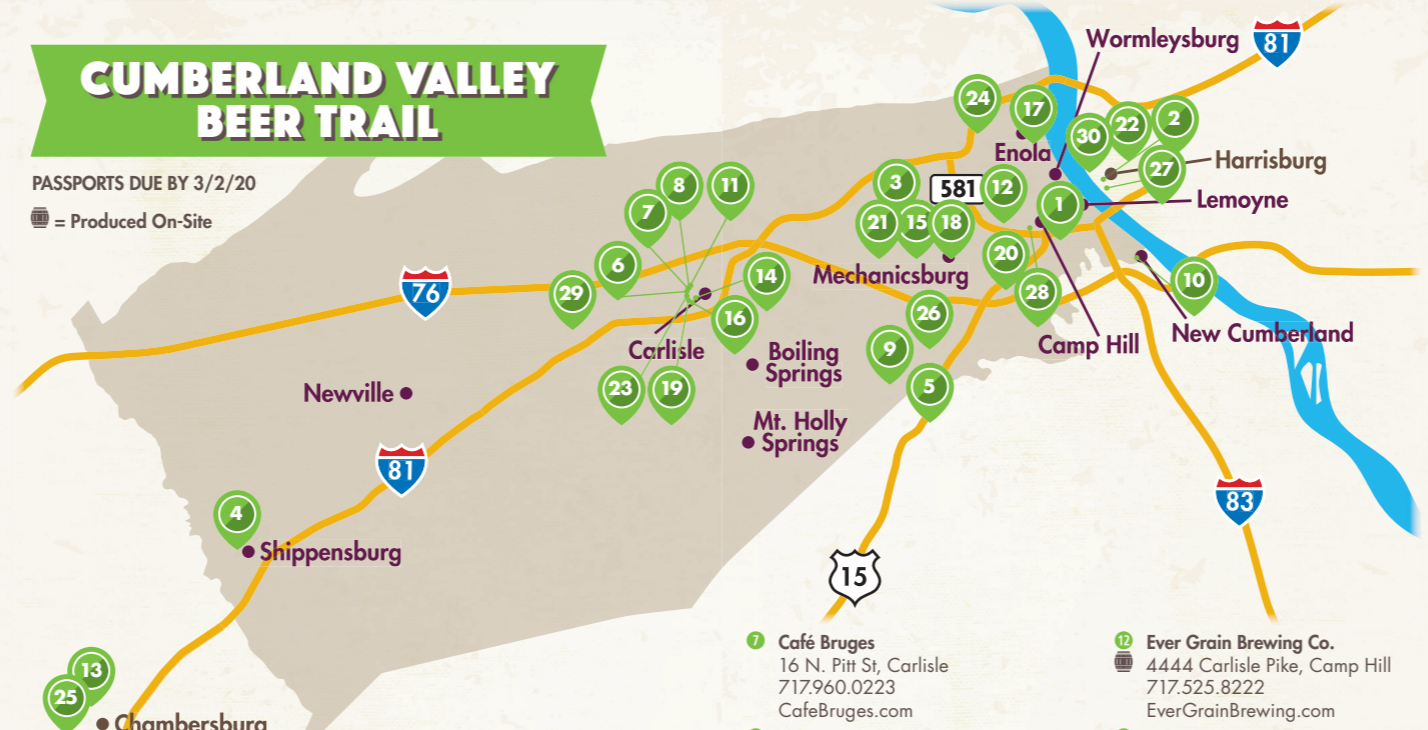 CUMBERLAND VALLEY
BEER TRAIL
PASSPORTS DUE BY 3/2/20
= Produced On-Site
Wormleysburg
81
24
17
30
22
2
Enola
Harrisburg
27
8
11
3
581
12
1
Lemoyne
7
21
15
18
6
14
Mechanicsburg
20
10
76
29
16
26
28
Carlisle
Boiling
Springs
9
Camp Hill
New Cumberland
Newville
23
19
5
Mt. Holly
Springs
81
83
4
Shippensburg
15
13
25
Chambersburg
7 Café Bruges
16 N. Pitt St, Carlisle
717.960.0223
CafeBruges.com
12 Ever Grain Brewing Co.
4444 Carlisle Pike, Camp Hill
717.525.8222
EverGrainBrewing.com